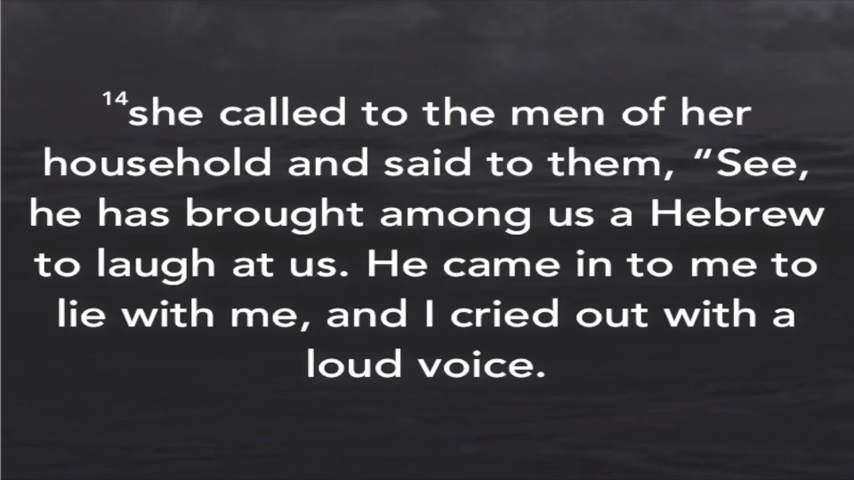 14she called to the men of her
household and said to them, “See,
he has brought among us a Hebrew
to laugh at us. He came in to me to
lie with me, and I cried out with a
loud voice.